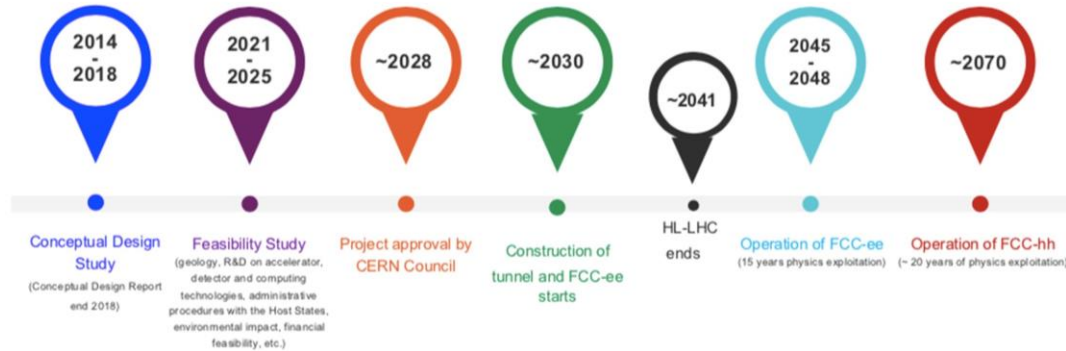 2014
-
2018
2021
-
2025
~2028
~2030
~2041
2045
-
2048
~2070
Conceptual Design
Study
(Conceptual Design Report
end 2018)
Feasibility Study
(geology, R&D on accelerator,
detector and computing
technologies, administrative
procedures with the Host States,
environmental impact, financial
feasibility, etc.)
Project approval by
CERN Council
Construction of
tunnel and FCC-ee
starts
HL-LHC
ends
Operation of FCC-ee
(15 years physics exploitation)
Operation of FCC-hh
(~ 20 years of physics exploitation)